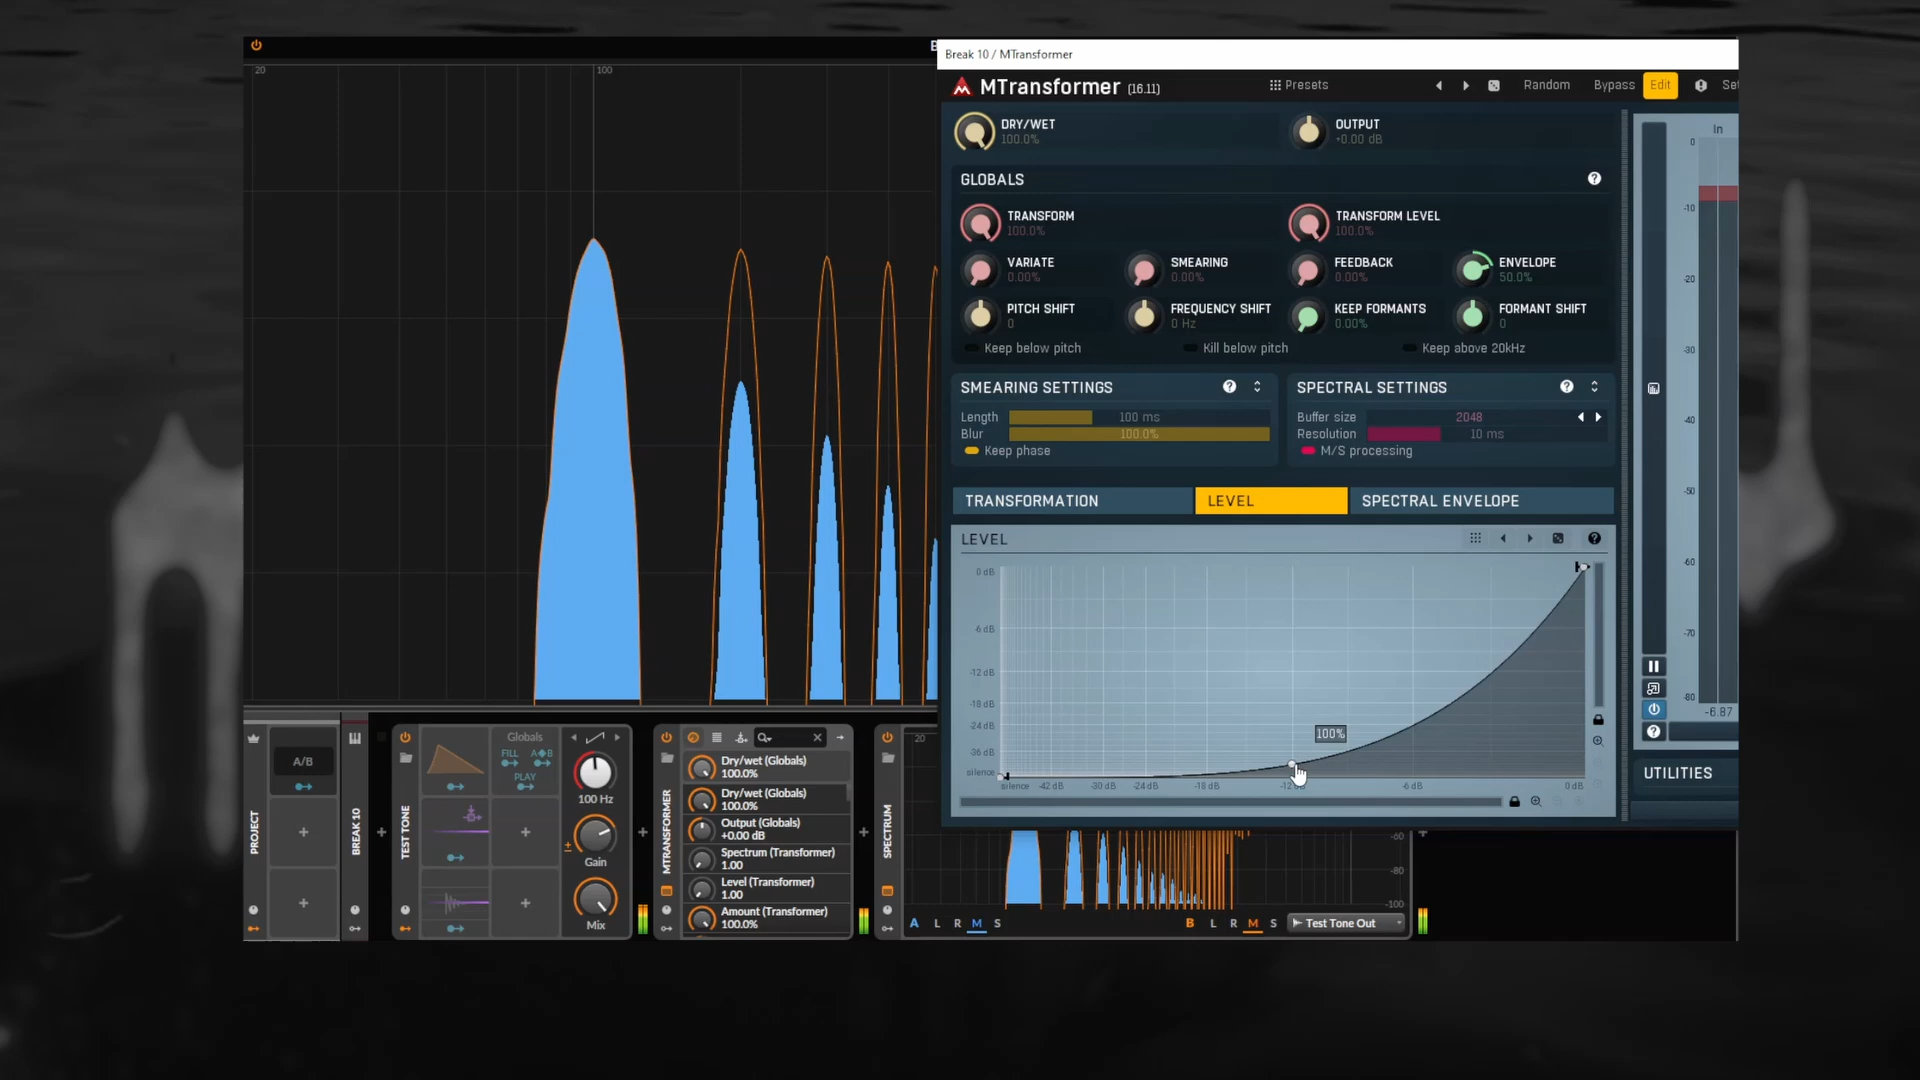 20
100
Break 10 / MTransformer
MTransformer (16.11)
Presets
Random
Bypass
Edit
DRY/WET
100.0%
OUTPUT
+0.00 dB
GLOBALS
TRANSFORM
100.0%
TRANSFORM LEVEL
100.0%
VARIATE
0.00%
SMEARING
0.00%
FEEDBACK
0.00%
ENVELOPE
50.0%
PITCH SHIFT
0
FREQUENCY SHIFT
0 Hz
KEEP FORMANTS
0.00%
FORMANT SHIFT
0
Keep below pitch
Kill below pitch
Keep above 20kHz
SMEARING SETTINGS
Length 100 ms
Blur 100.0%
Keep phase
SPECTRAL SETTINGS
Buffer size 2048
Resolution 10 ms
M/S processing
TRANSFORMATION
LEVEL
SPECTRAL ENVELOPE
LEVEL
0 dB
-6 dB
-12 dB
-18 dB
-24 dB
-36 dB
silence
100%
silence -42 dB -30 dB -24 dB -18 dB -6 dB 0 dB
In
0
-10
-20
-30
-40
-50
-60
-70
-80
-6.87
UTILITIES
PROJECT
A/B
BREAK 10
TEST TONE
Globals
FILL A◆B
PLAY
100 Hz
Gain
Mix
MTRANSFORMER
Dry/wet (Globals)
100.0%
Dry/wet (Globals)
100.0%
Output (Globals)
+0.00 dB
Spectrum (Transformer)
1.00
Level (Transformer)
1.00
Amount (Transformer)
100.0%
SPECTRUM
20
-60
-80
-100
A L R M S
B L R M S
Test Tone Out